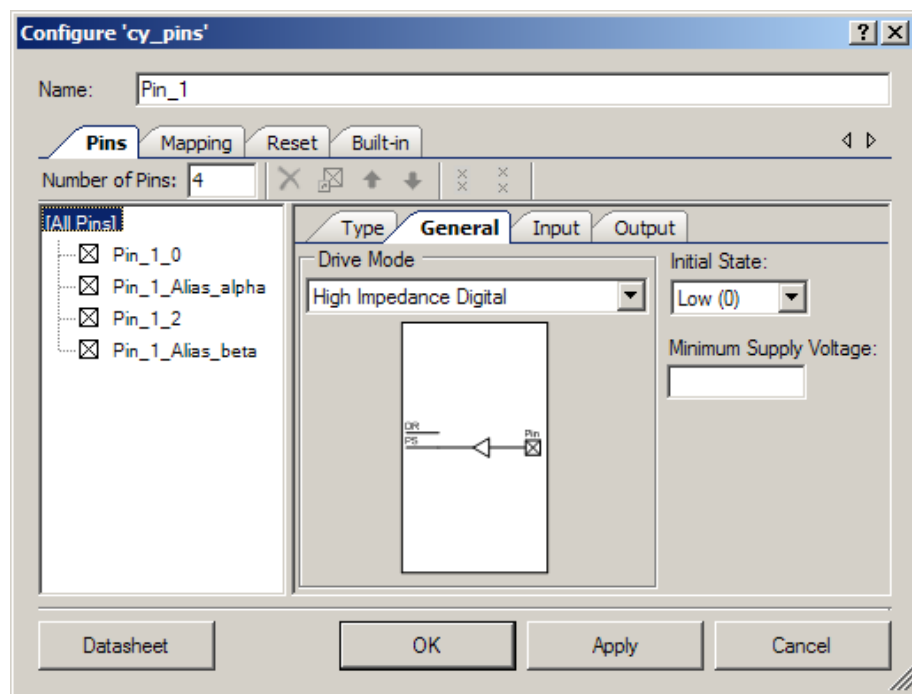 Configure 'cy_pins'
Name: Pin_1
Pins Mapping Reset Built-in
Number of Pins: 4
[All Pins]
Pin_1_0
Pin_1_Alias_alpha
Pin_1_2
Pin_1_Alias_beta
Type General Input Output
Drive Mode
High Impedance Digital
DR
PS
Pin
Initial State:
Low (0)
Minimum Supply Voltage:
Datasheet OK Apply Cancel